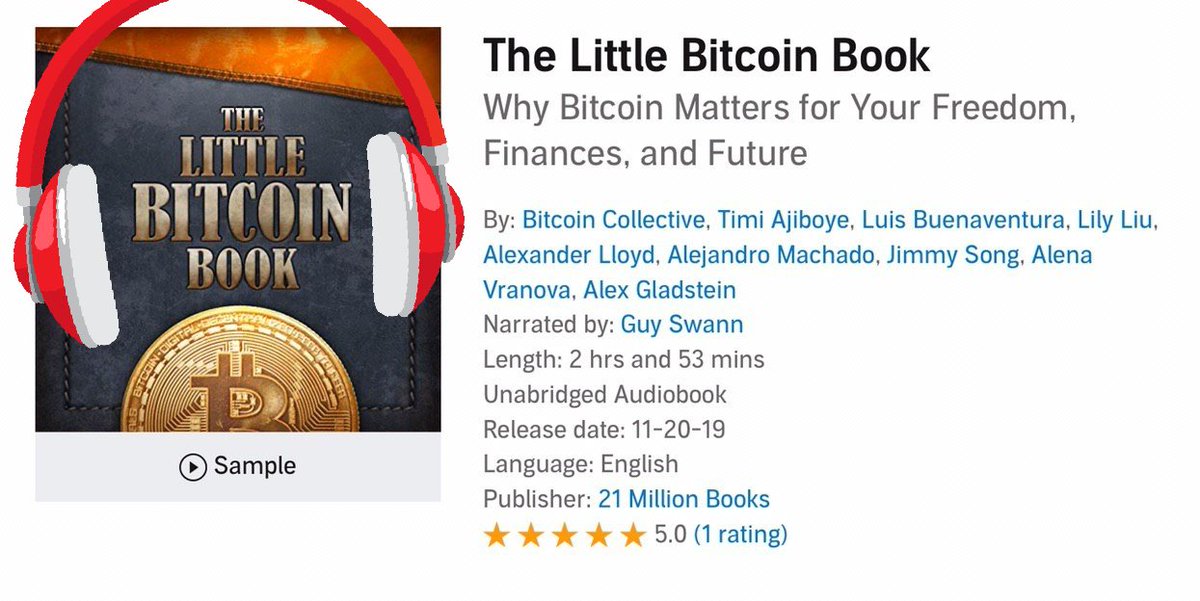 THE
LITTLE
BITCOIN
BOOK
Sample
The Little Bitcoin Book
Why Bitcoin Matters for Your Freedom,
Finances, and Future
By: Bitcoin Collective, Timi Ajiboye, Luis Buenaventura, Lily Liu,
Alexander Lloyd, Alejandro Machado, Jimmy Song, Alena
Vranova, Alex Gladstein
Narrated by: Guy Swann
Length: 2 hrs and 53 mins
Unabridged Audiobook
Release date: 11-20-19
Language: English
Publisher: 21 Million Books
5.0 (1 rating)